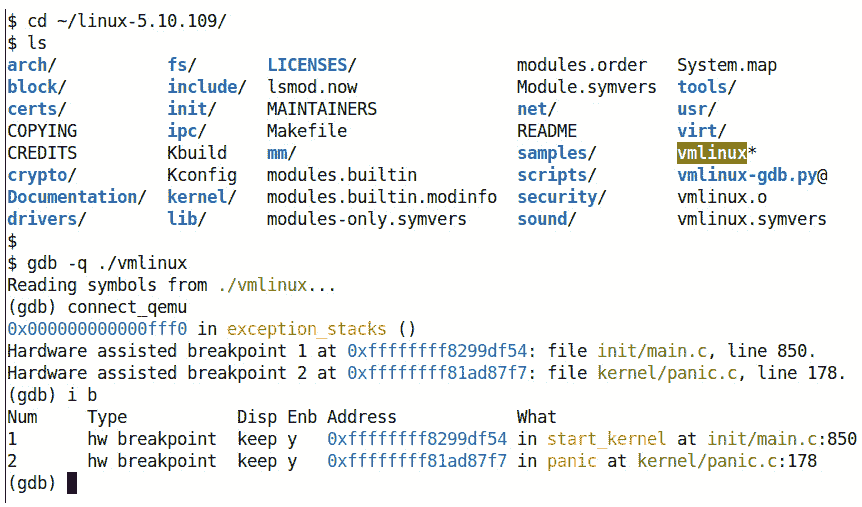 $ cd ~/linux-5.10.109/
$ ls
arch/ fs/ LICENSES/ modules.order System.map
block/ include/ lsmod.now Module.symvers tools/
certs/ init/ MAINTAINERS net/ usr/
COPYING ipc/ Makefile README virt/
CREDITS Kbuild mm/ samples/ vmlinux*
crypto/ Kconfig modules.builtin scripts/ vmlinux-gdb.py@
Documentation/ kernel/ modules.builtin.modinfo security/ vmlinux.o
drivers/ lib/ modules-only.symvers sound/ vmlinux.symvers
$
$ gdb -q ./vmlinux
Reading symbols from ./vmlinux...
(gdb) connect_qemu
0x000000000000fff0 in exception_stacks ()
Hardware assisted breakpoint 1 at 0xffffffff8299df54: file init/main.c, line 850.
Hardware assisted breakpoint 2 at 0xffffffff81ad87f7: file kernel/panic.c, line 178.
(gdb) i b
Num Type Disp Enb Address What
1 hw breakpoint keep y 0xffffffff8299df54 in start_kernel at init/main.c:850
2 hw breakpoint keep y 0xffffffff81ad87f7 in panic at kernel/panic.c:178
(gdb)